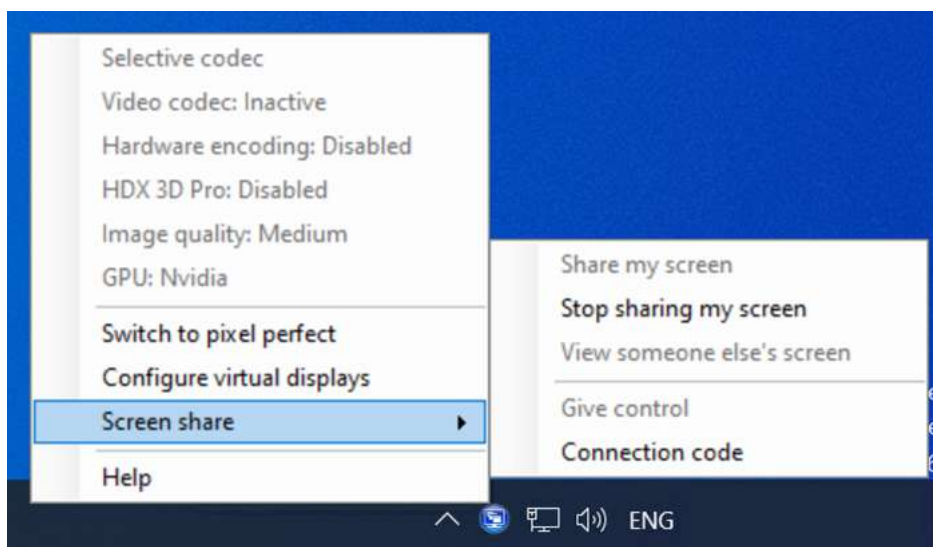 Selective codec
Video codec: Inactive
Hardware encoding: Disabled
HDX 3D Pro: Disabled
Image quality: Medium
GPU: Nvidia
Switch to pixel perfect
Configure virtual displays
Screen share
Help
Share my screen
Stop sharing my screen
View someone else's screen
Give control
Connection code
ENG